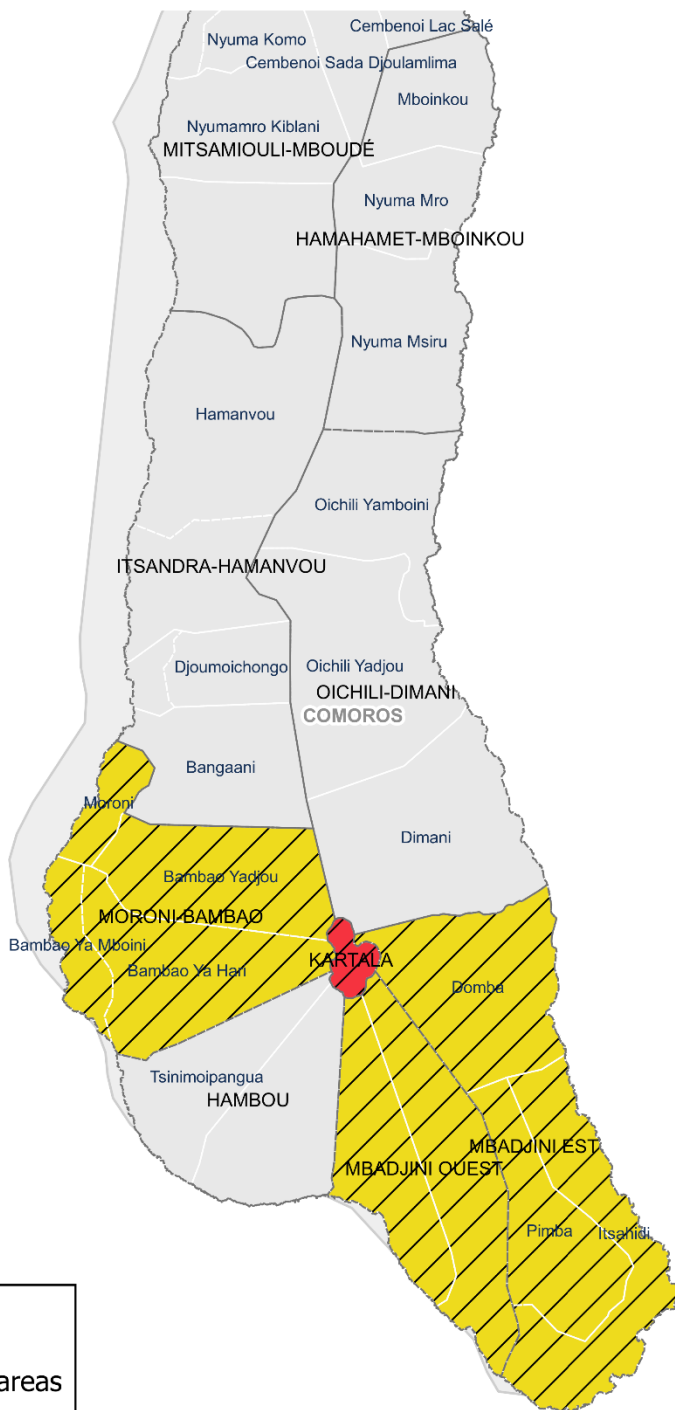 Cembenoi Lac Salé
Nyuma Komo
Cembenoi Sada Djoulamlima
Mboinkou
Nyumamro Kiblani
MITSAMIOULI-MBOUDÉ
Nyuma Mro
HAMAHAMET-MBOINKOU
Nyuma Msiru
Hamanvou
Oichili Yamboini
ITSANDRA-HAMANVOU
Djoumoichongo
Oichili Yadjou
OICHILI-DIMANI
COMOROS
Bangaani
Moroni
Dimani
Bambao Yadjou
MORONI-BAMBAO
Bambao Ya Mboini
KARTALA
Bambao Ya Hari
Domba
Tsinimoipangua
HAMBOU
MBADJINI EST
MBADJINI OUEST
Pimba
Itsahidi
areas